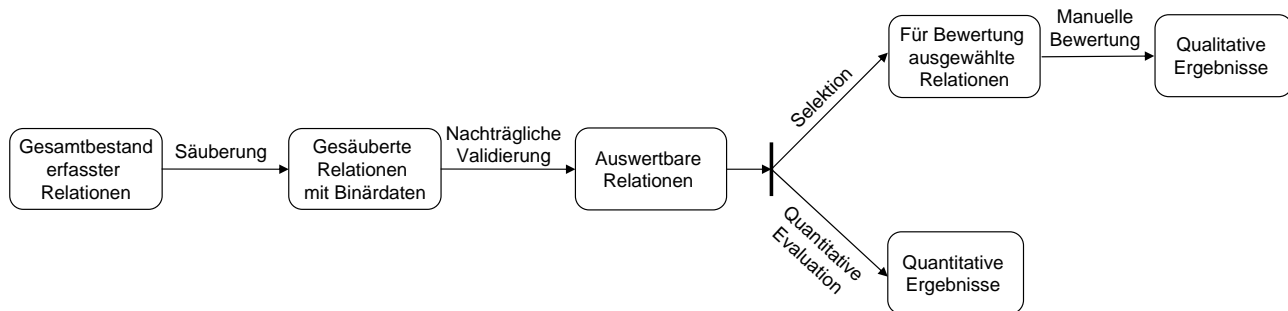 Gesamtbestand
erfasster
Relationen
Säuberung
Gesäuberte
Relationen
mit Binärdaten
Nachträgliche
Validierung
Auswertbare
Relationen
Selektion
Für Bewertung
ausgewählte
Relationen
Manuelle
Bewertung
Qualitative
Ergebnisse
Quantitative
Evaluation
Quantitative
Ergebnisse